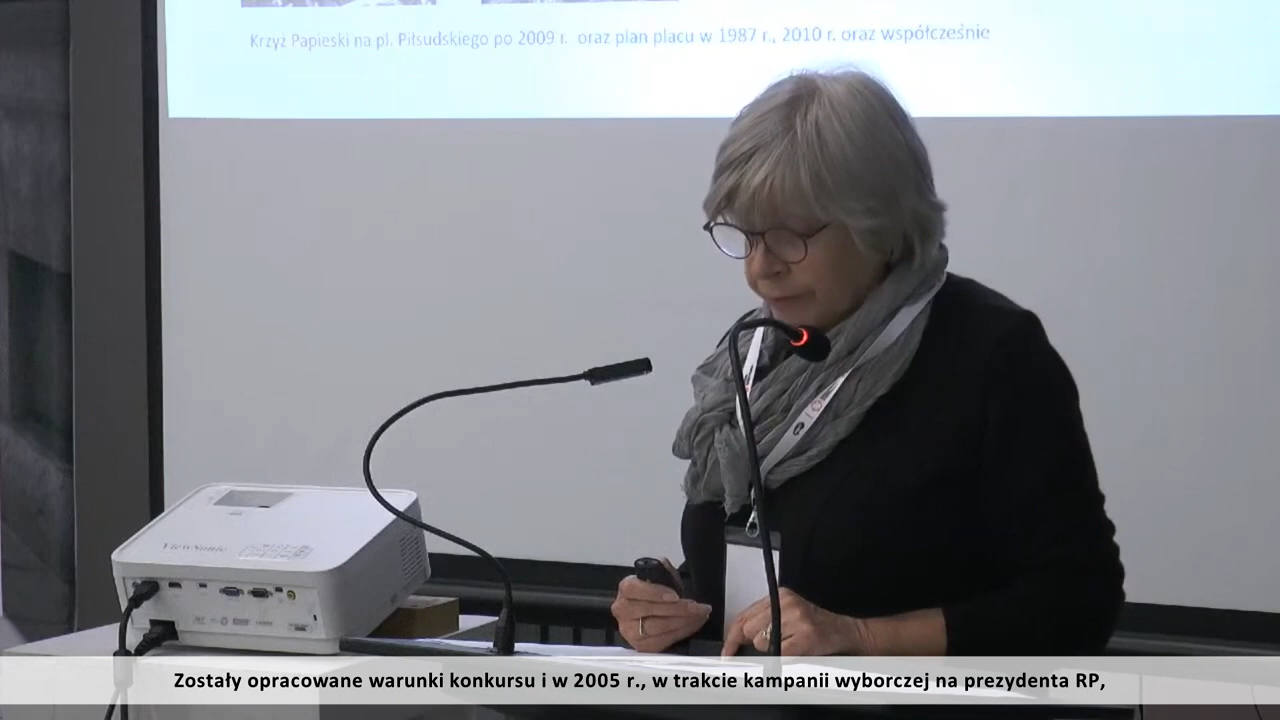 Krzyż Papieski na pl. Piłsudskiego po 2009 r. oraz plan placu w 1987 r., 2010 r. oraz współcześnie
ViewSonic
Zostały opracowane warunki konkursu i w 2005 r., w trakcie kampanii wyborczej na prezydenta RP,